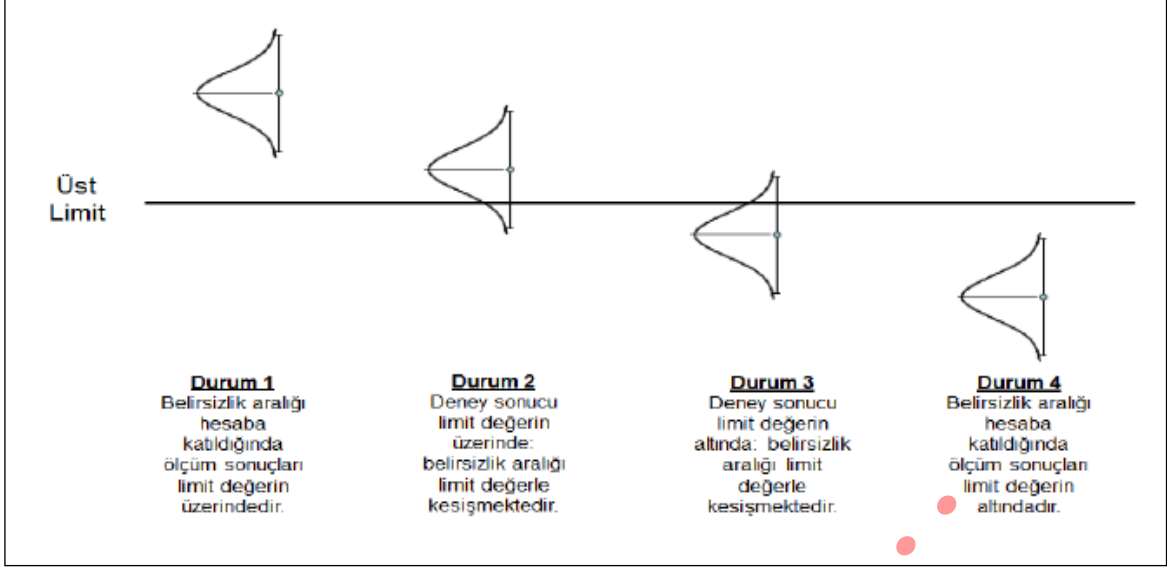 Üst
Limit
Durum 1
Belirsizlik aralığı
hesaba
katıldığında
ölçüm sonuçları
limit değerin
üzerindedir.
Durum 2
Deney sonucu
limit değerin
üzerinde:
belirsizlik aralığı
limit değerle
kesişmektedir.
Durum 3
Deney sonucu
limit değerin
altında: belirsizlik
aralığı limit
değerle
kesişmektedir.
Durum 4
Belirsizlik aralığı
hesaba
katıldığında
ölçüm sonuçları
limit değerin
altındadır.